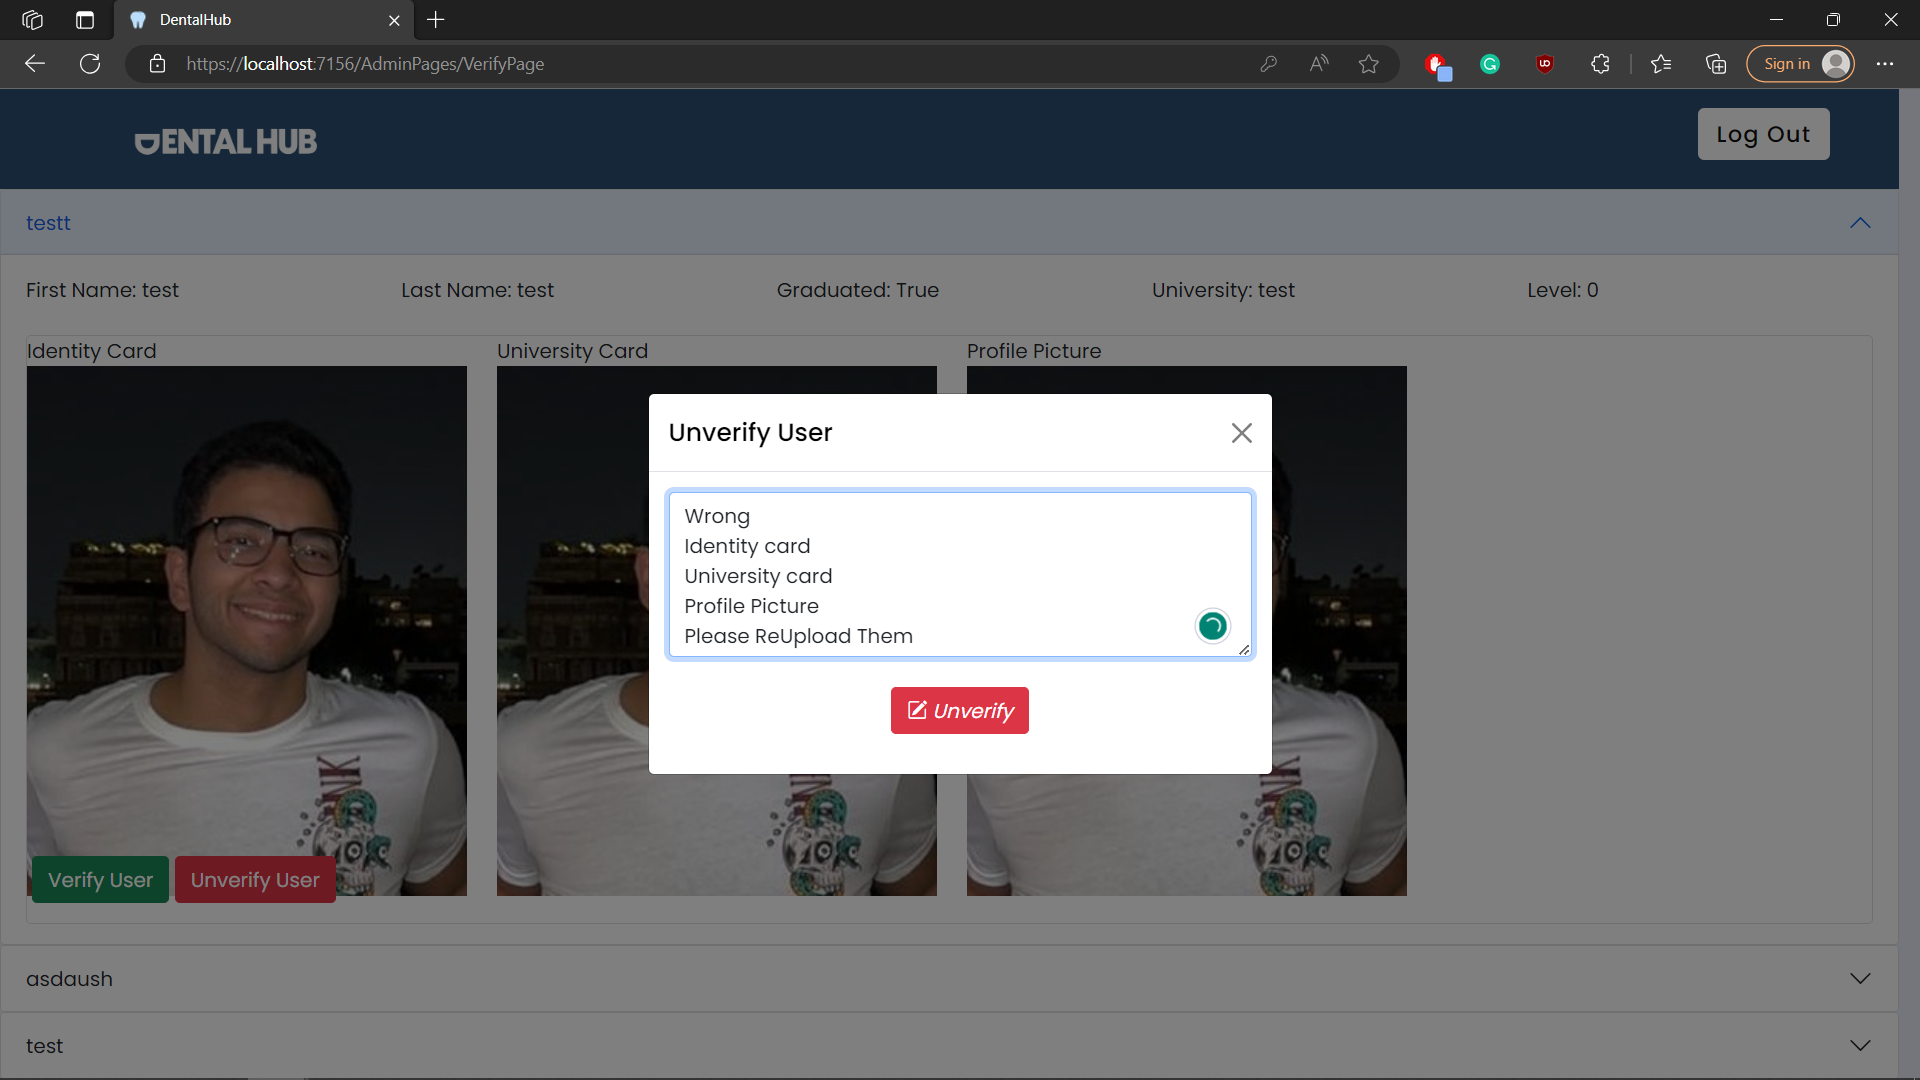 DentalHub
https://localhost:7156/AdminPages/VerifyPage
Sign in
DENTAL HUB
Log Out
testt
First Name: test
Last Name: test
Graduated: True
University: test
Level: 0
Identity Card
University Card
Profile Picture
Unverify User
Wrong
Identity card
University card
Profile Picture
Please ReUpload Them
Unverify
Verify User
Unverify User
asdaush
test